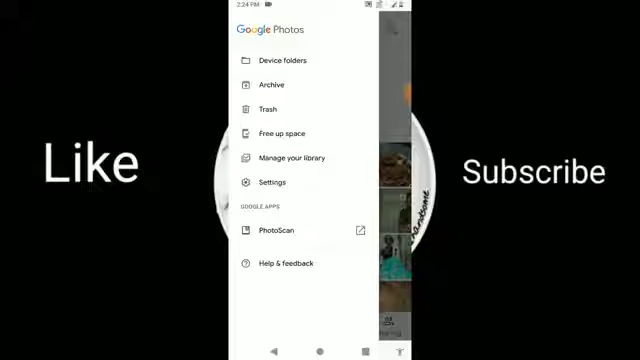 2:24 PM
Google Photos
Device folders
Archive
Trash
Free up space
Manage your library
Settings
GOOGLE APPS
PhotoScan
Help & feedback
Like
Subscribe
handsome